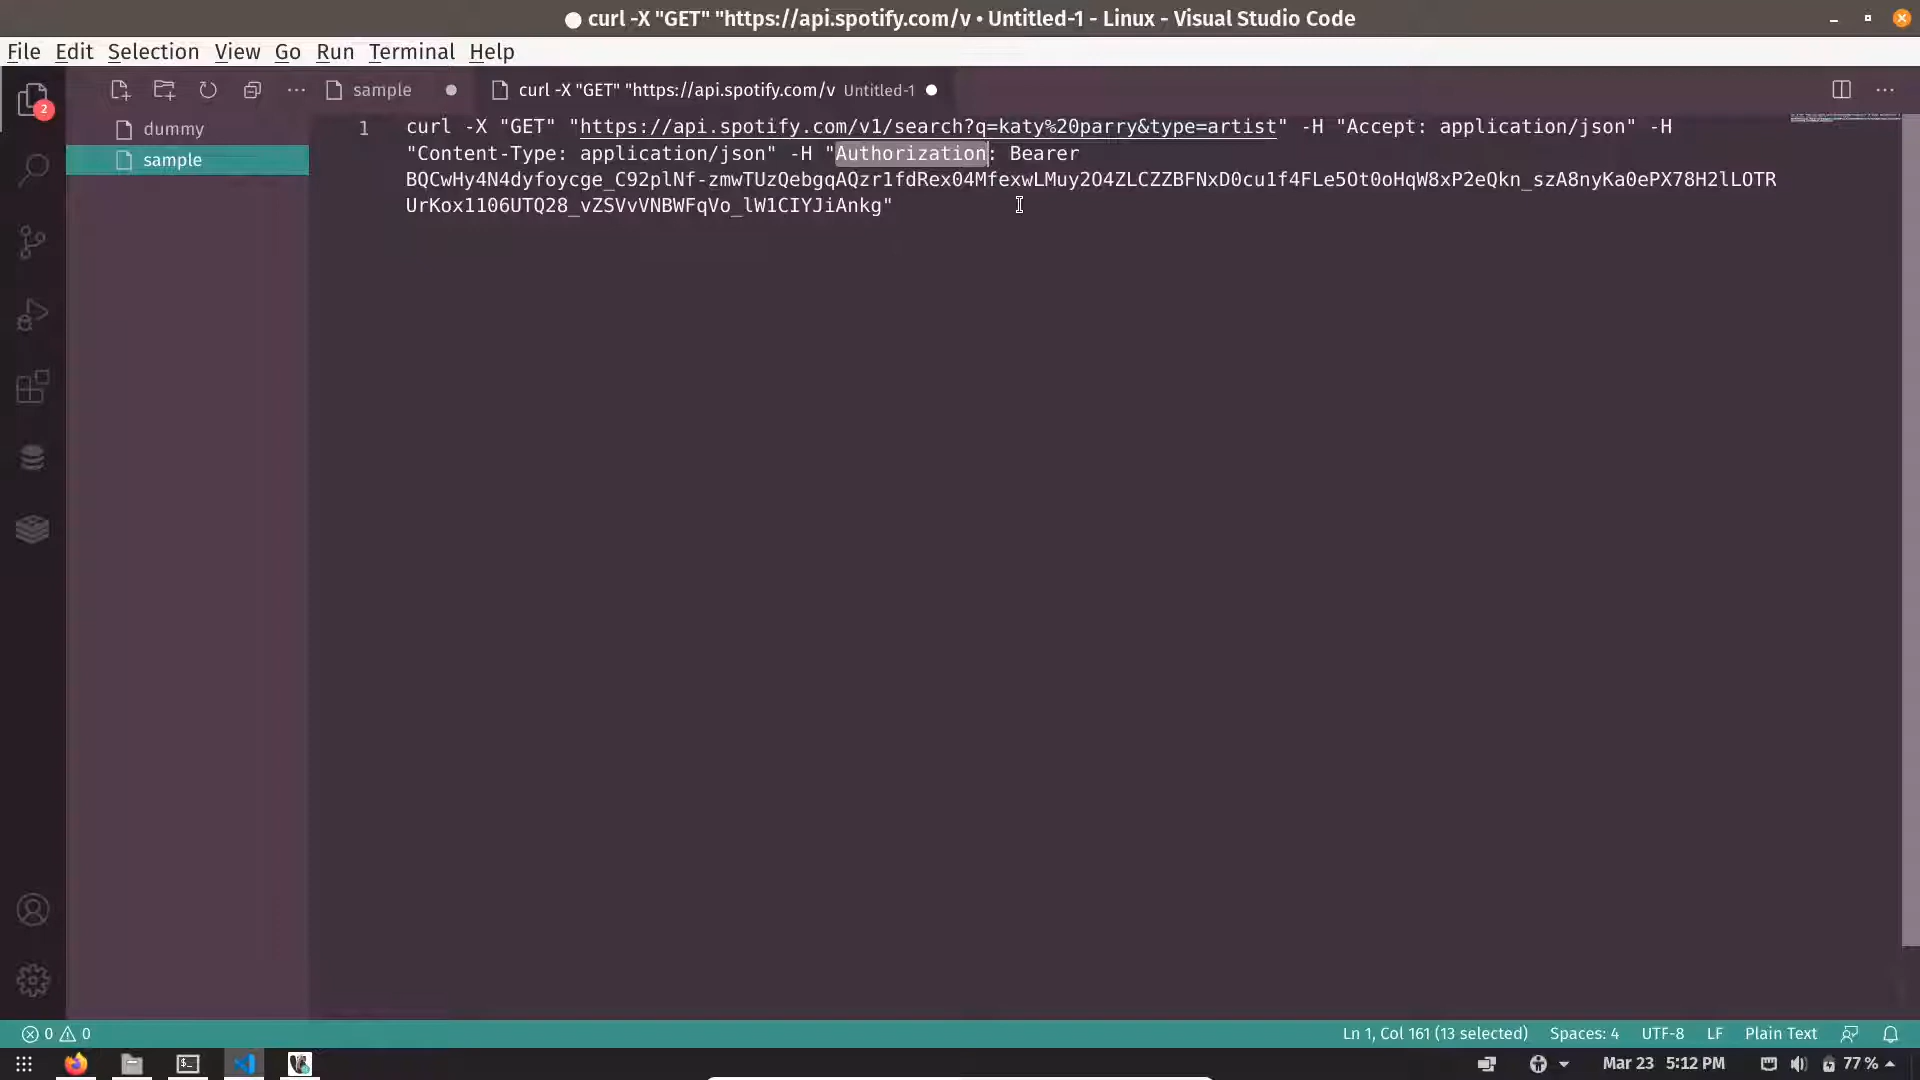 curl -X "GET" "https://api.spotify.com/v • Untitled-1 - Linux - Visual Studio Code
File Edit Selection View Go Run Terminal Help
2
sample
curl -X "GET" "https://api.spotify.com/v Untitled-1
dummy
sample
1
curl -X "GET" "https://api.spotify.com/v1/search?q=katy%20parry&type=artist" -H "Accept: application/json" -H
"Content-Type: application/json" -H "Authorization: Bearer
BQCwHy4N4dyfoycge_C92plNf-zmwTUzQebgqAQzr1fdRex04MfexwLMuy2O4ZLCZZBFNxD0cu1f4FLe5Ot0oHqW8xP2eQkn_szA8nyKa0ePX78H2lLOTR
UrKox1106UTQ28_vZSVvVNBWFqVo_lW1CIYJiAnkg"
0 0
Ln 1, Col 161 (13 selected) Spaces: 4 UTF-8 LF Plain Text
Mar 23 5:12 PM 77 %